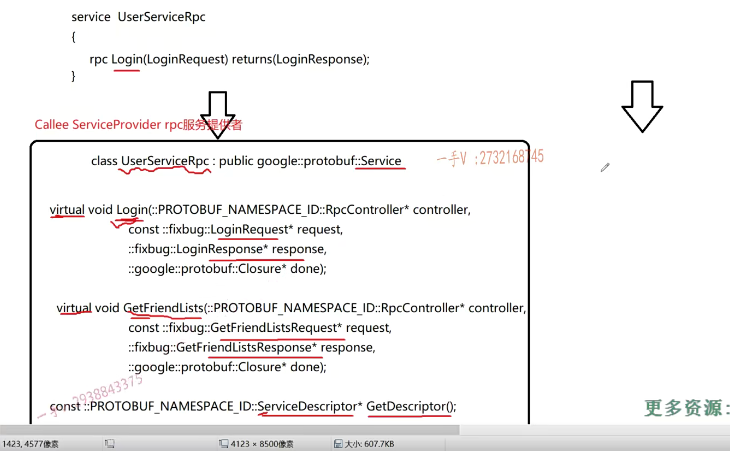 service  UserServiceRpc
{
rpc Login(LoginRequest) returns(LoginResponse);
}
Callee ServiceProvider rpc服务提供者
class UserServiceRpc : public google::protobuf::Service
一手V :2732168745
virtual void Login(::PROTOBUF_NAMESPACE_ID::RpcController* controller,
const ::fixbug::LoginRequest* request,
::fixbug::LoginResponse* response,
::google::protobuf::Closure* done);
virtual void GetFriendLists(::PROTOBUF_NAMESPACE_ID::RpcController* controller,
const ::fixbug::GetFriendListsRequest* request,
::fixbug::GetFriendListsResponse* response,
::google::protobuf::Closure* done);
一手 2938843375
const ::PROTOBUF_NAMESPACE_ID::ServiceDescriptor* GetDescriptor();
更多资源:
1423, 4577像素
4123 × 8500像素
大小: 607.7KB